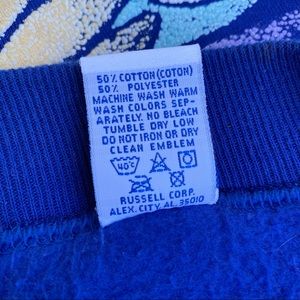 50% COTTON (COTON)
50% POLYESTER
MACHINE WASH WARM
WASH COLORS SEP-
ARATELY. NO BLEACH
TUMBLE DRY LOW
DO NOT IRON OR DRY
CLEAN EMBLEM
40°C
RUSSELL CORP.
ALEX. CITY, AL. 35010